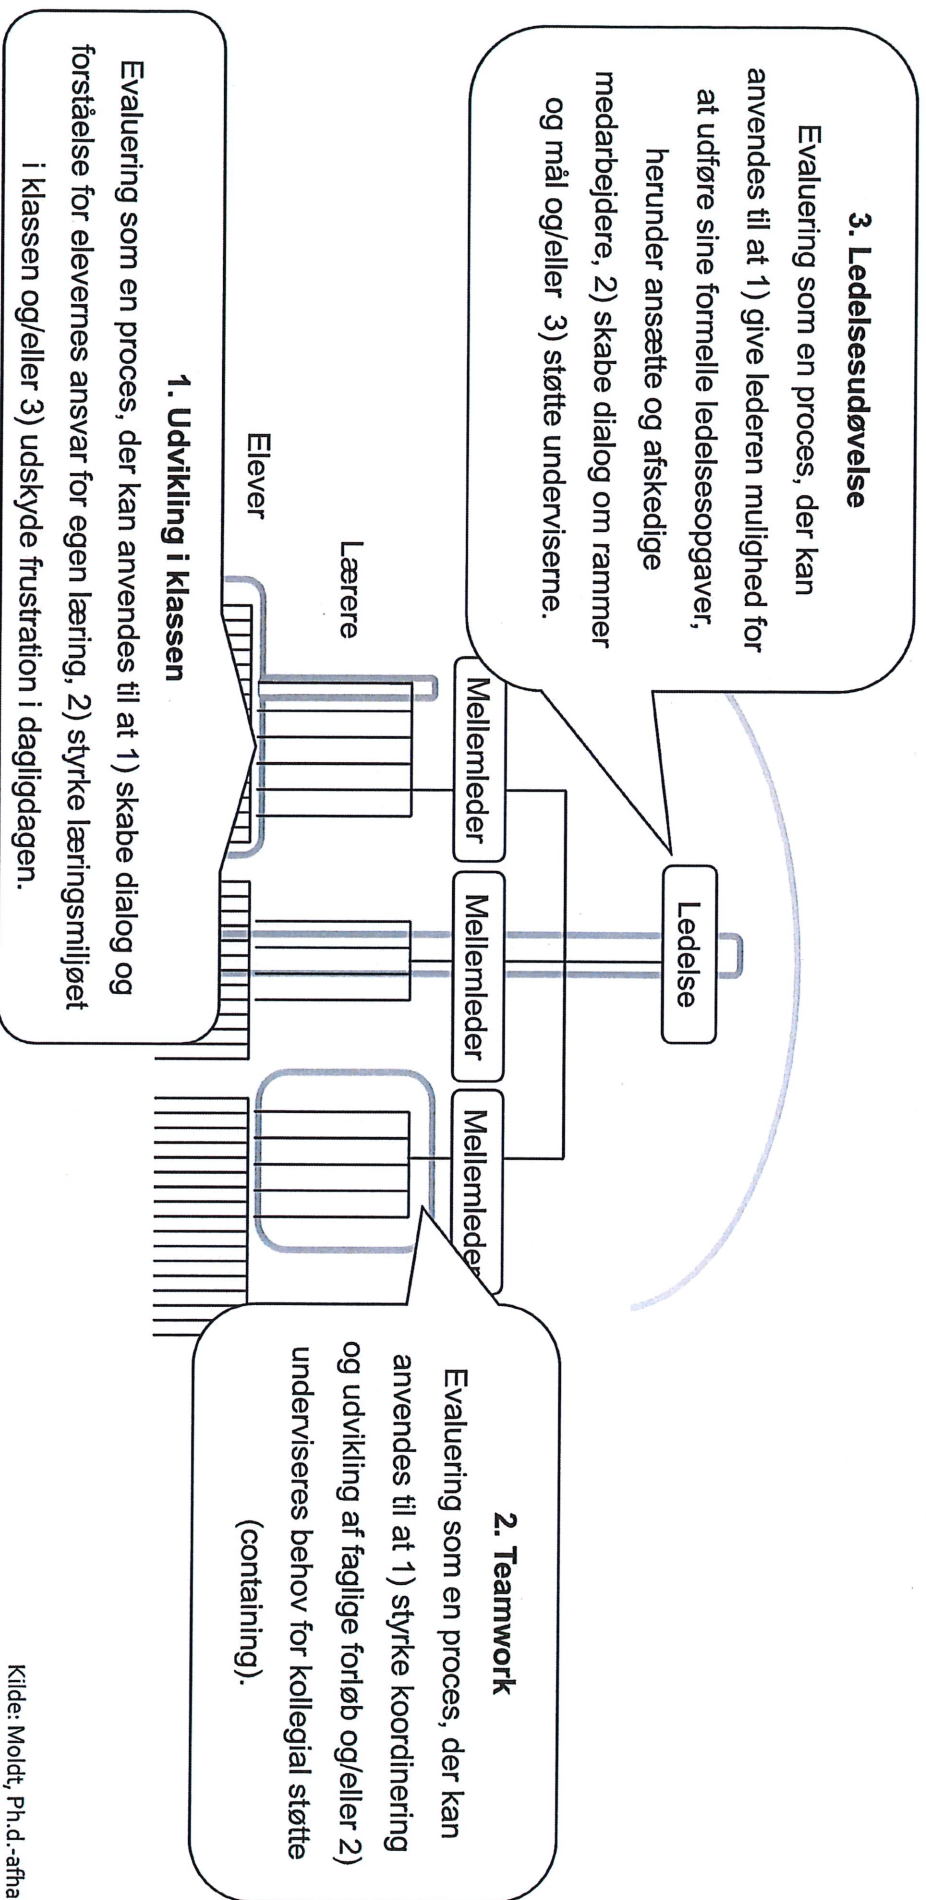 3. Ledelsesudøvelse
Evaluering som en proces, der kan
anvendes til at 1) give lederen mulighed for
at udføre sine formelle ledelsesopgaver,
herunder ansætte og afskedige
medarbejdere, 2) skabe dialog om rammer
og mål og/eller 3) støtte underviserne.
Ledelse
Mellemleder
Mellemleder
Mellemleder
Lærere
Elever
2. Teamwork
Evaluering som en proces, der kan
anvendes til at 1) styrke koordinering
og udvikling af faglige forløb og/eller 2)
underviseres behov for kollegial støtte
(containing).
1. Udvikling i klassen
Evaluering som en proces, der kan anvendes til at 1) skabe dialog og
forståelse for elevernes ansvar for egen læring, 2) styrke læringsmiljøet
i klassen og/eller 3) udskyde frustration i dagligdagen.
Kilde: Moldt, Ph.d.-afha